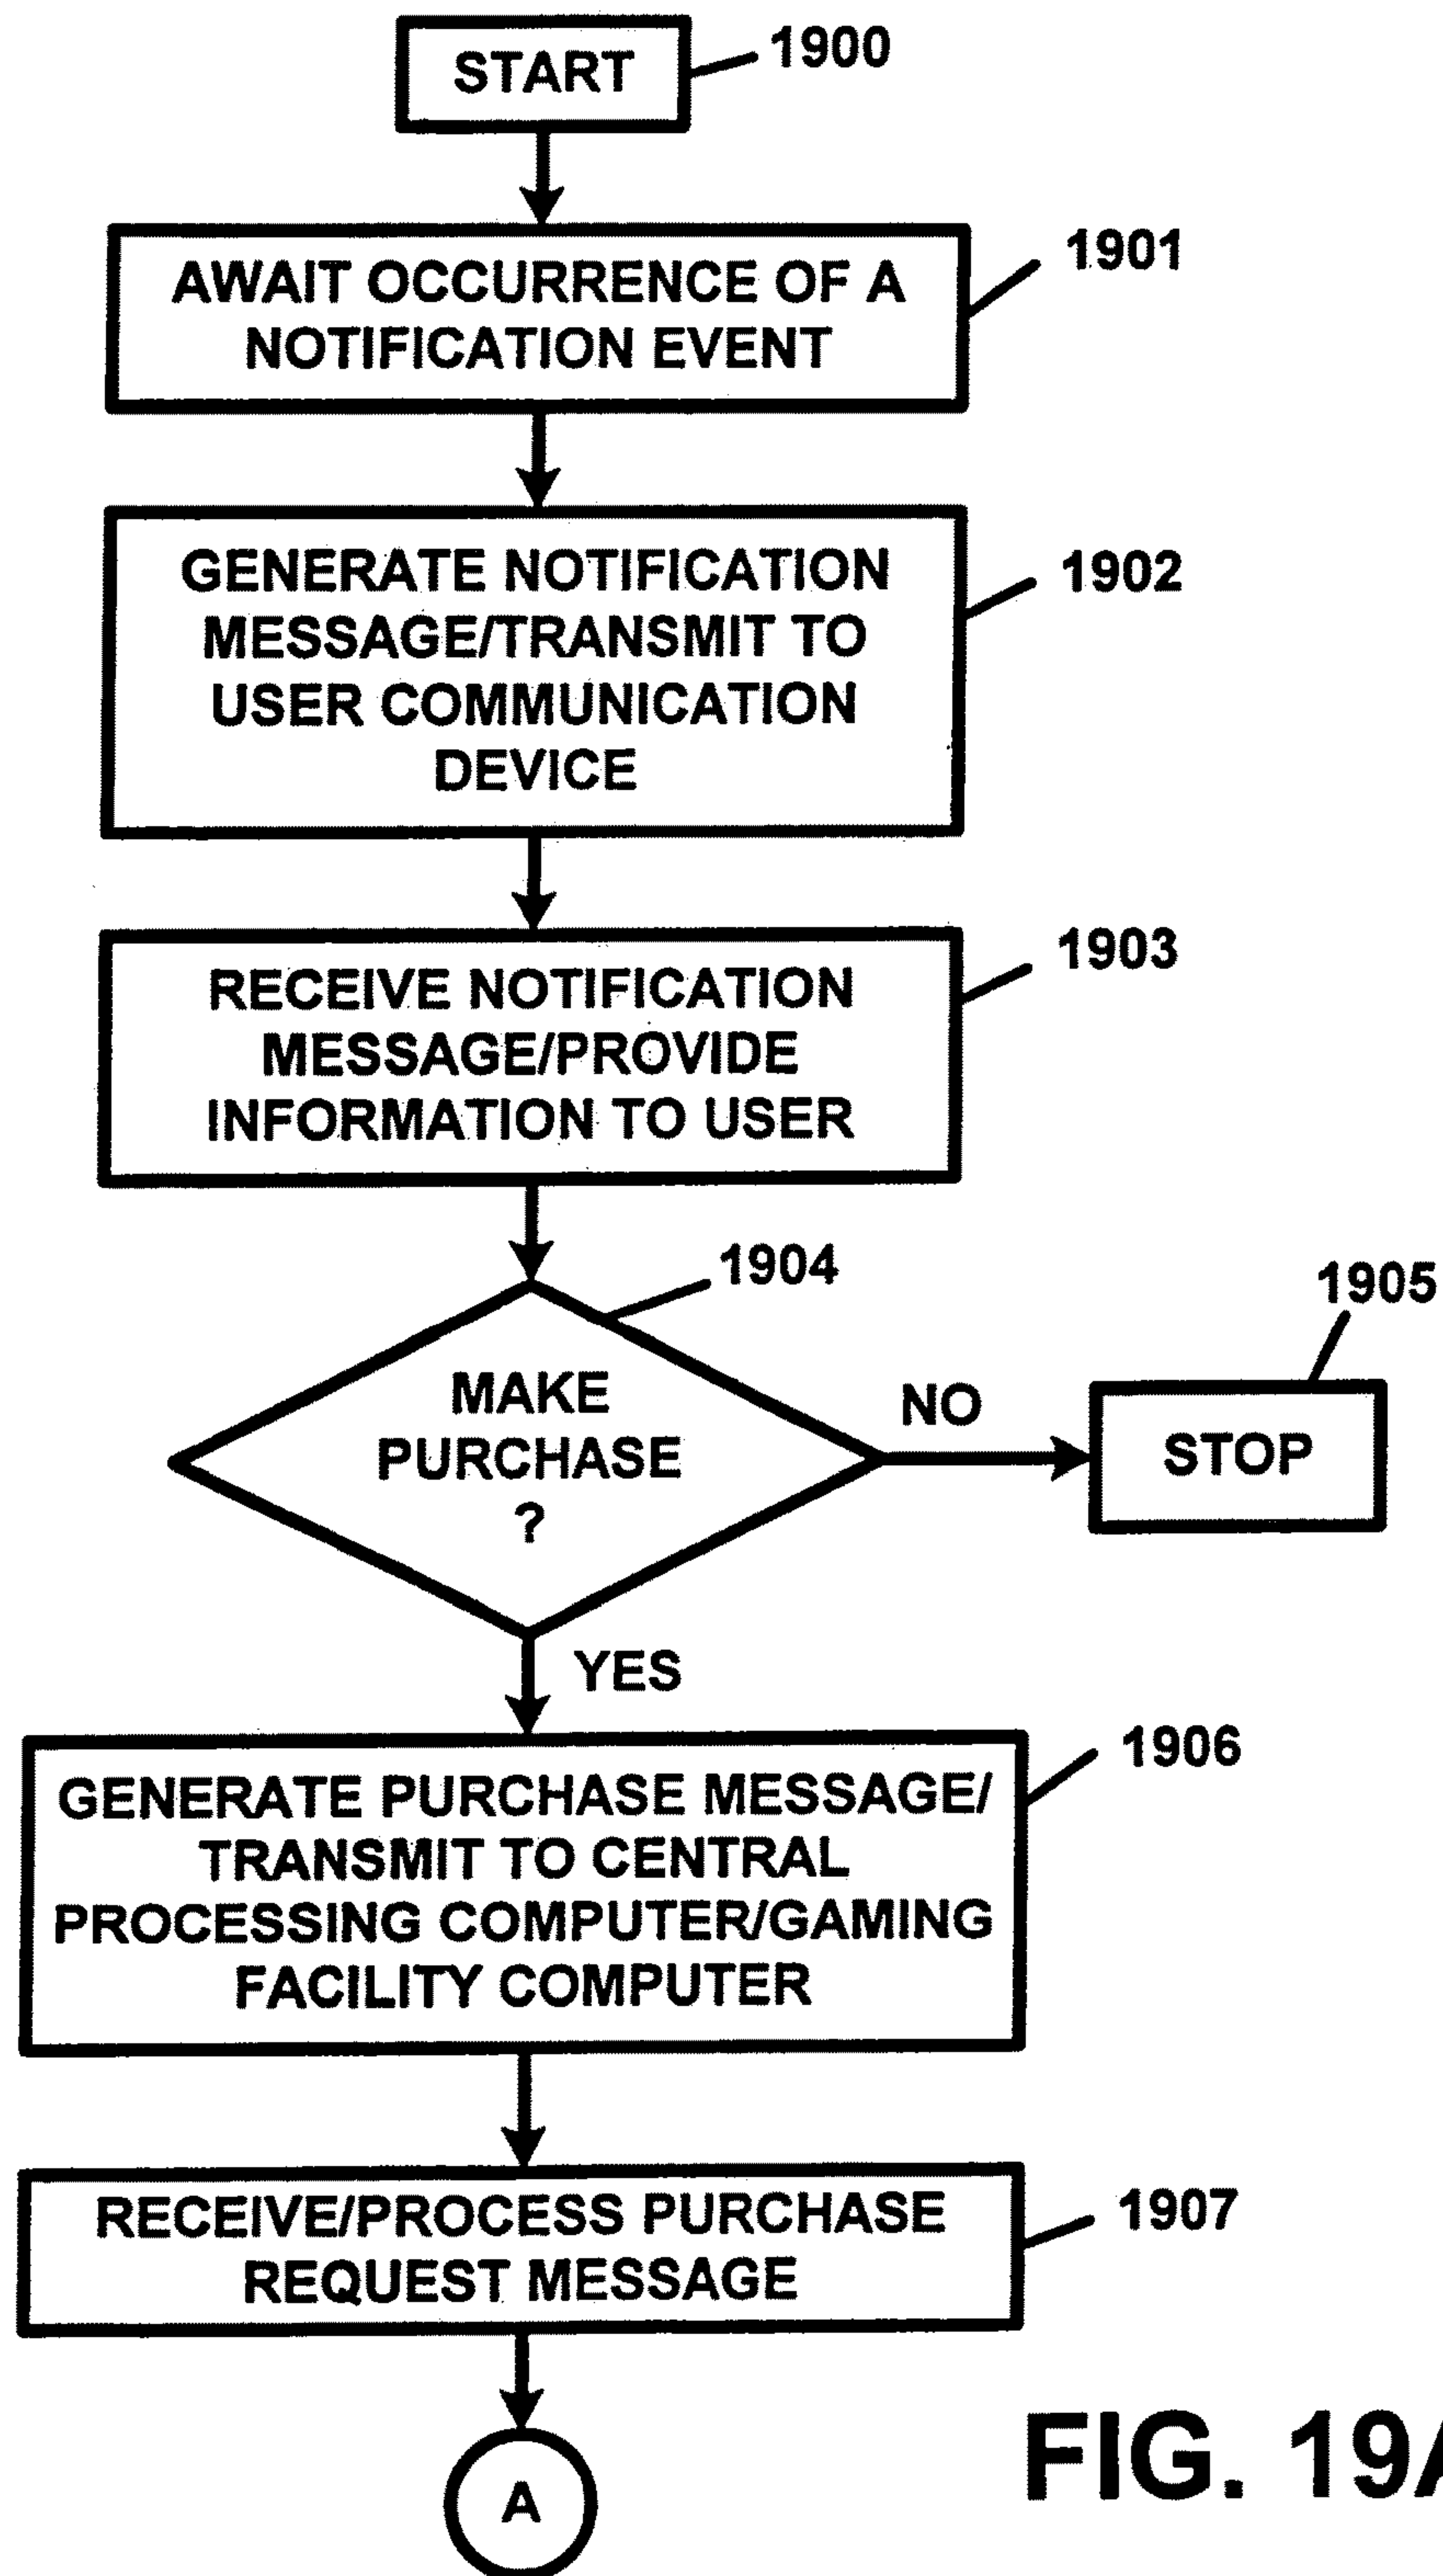 START
1900
AWAIT OCCURRENCE OF A
NOTIFICATION EVENT
1901
GENERATE NOTIFICATION
MESSAGE/TRANSMIT TO
USER COMMUNICATION
DEVICE
1902
RECEIVE NOTIFICATION
MESSAGE/PROVIDE
INFORMATION TO USER
1903
1904
MAKE
PURCHASE
?
NO
1905
STOP
YES
GENERATE PURCHASE MESSAGE/
TRANSMIT TO CENTRAL
PROCESSING COMPUTER/GAMING
FACILITY COMPUTER
1906
RECEIVE/PROCESS PURCHASE
REQUEST MESSAGE
1907
A
FIG. 19A